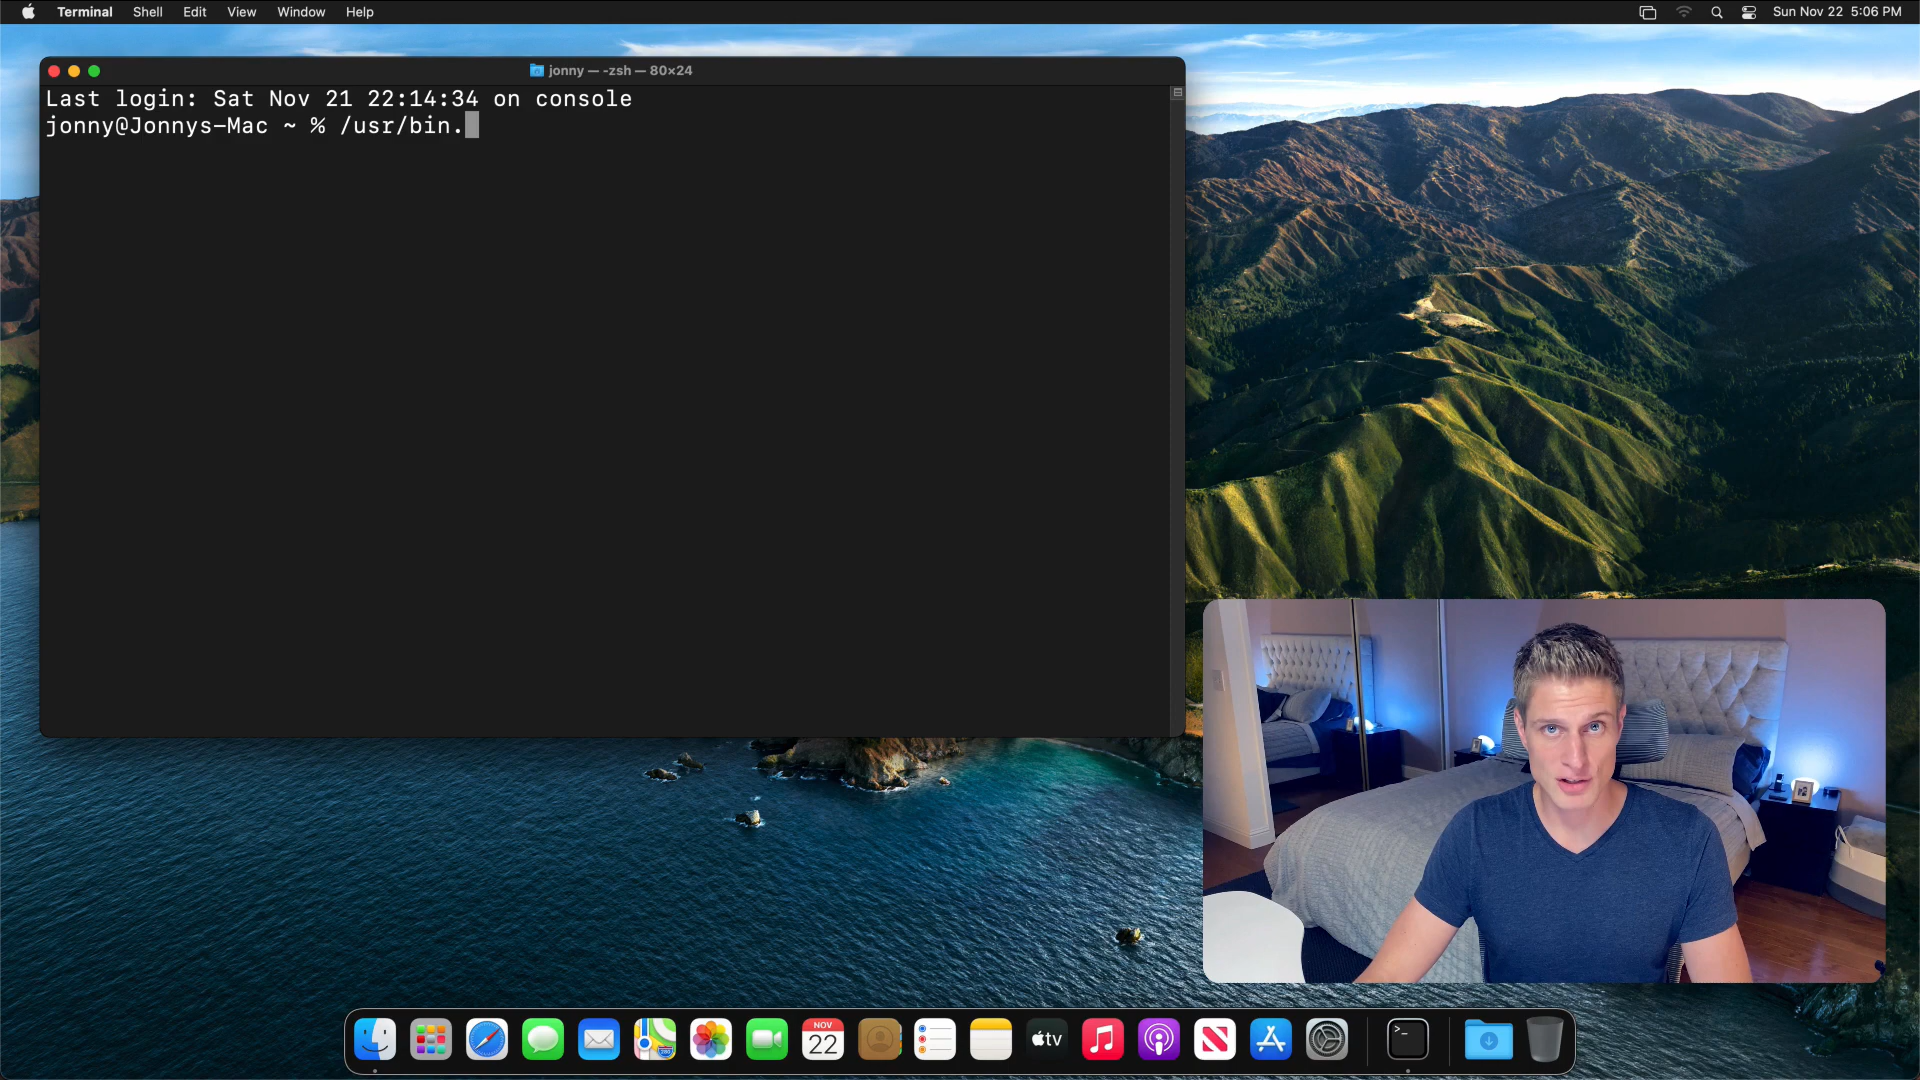 Terminal Shell Edit View Window Help
Sun Nov 22 5:06 PM
jonny — -zsh — 80×24
Last login: Sat Nov 21 22:14:34 on console
jonny@Jonnys-Mac ~ % /usr/bin.
NOV
22
280
tv
>_